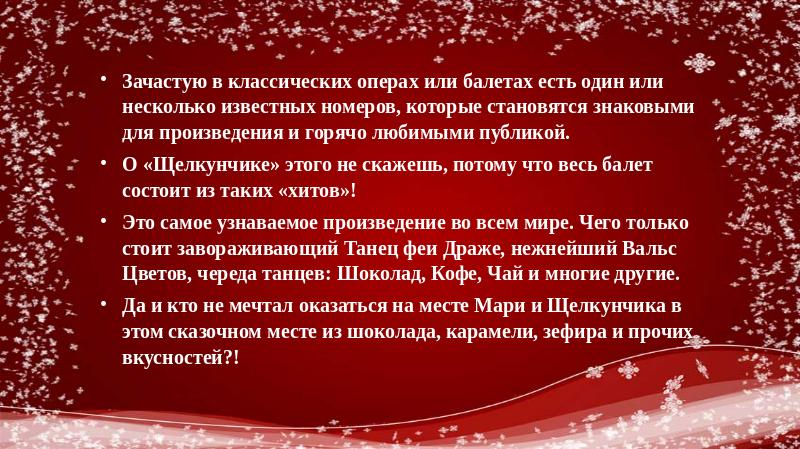 • Зачастую в классических операх или балетах есть один или
несколько известных номеров, которые становятся знаковыми
для произведения и горячо любимыми публикой.
• О «Щелкунчике» этого не скажешь, потому что весь балет
состоит из таких «хитов»!
• Это самое узнаваемое произведение во всем мире. Чего только
стоит завораживающий Танец феи Драже, нежнейший Вальс
Цветов, череда танцев: Шоколад, Кофе, Чай и многие другие.
• Да и кто не мечтал оказаться на месте Мари и Щелкунчика в
этом сказочном месте из шоколада, карамели, зефира и прочих
вкусностей?!